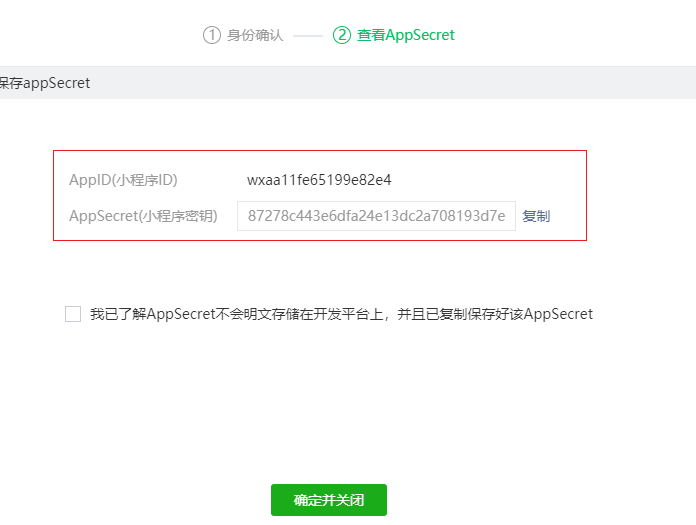 ① 身份确认 ② 查看AppSecret
保存appSecret
AppID(小程序ID) wxaa11fe65199e82e4
AppSecret(小程序密钥) 87278c443e6dfa24e13dc2a708193d7e 复制
我已了解AppSecret不会明文存储在开发平台上，并且已复制保存好该AppSecret
确定并关闭